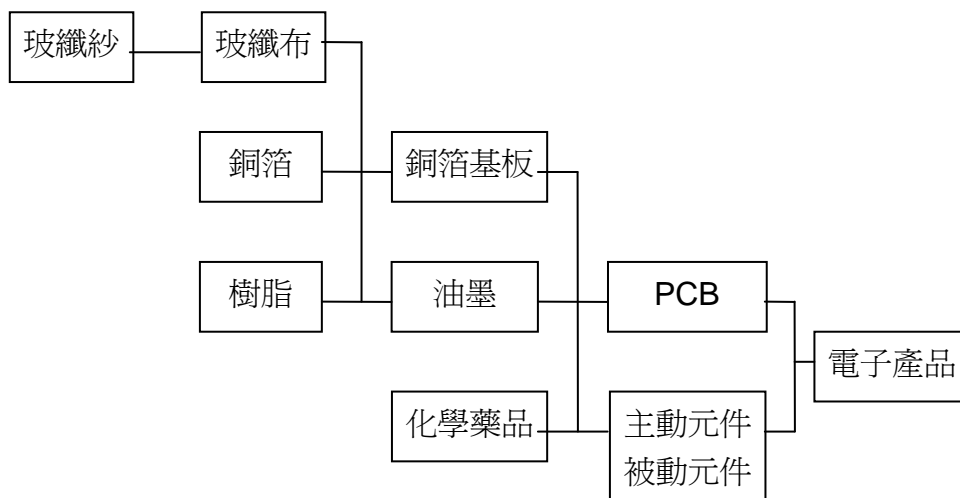 玻纖紗
玻纖布
銅箔
銅箔基板
樹脂
油墨
PCB
電子產品
化學藥品
主動元件
被動元件